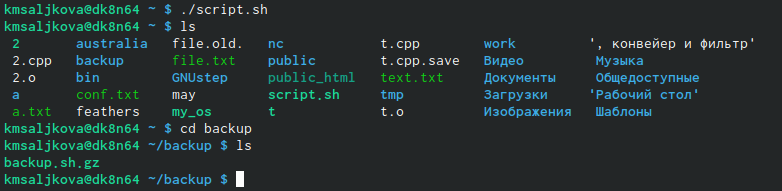 kmsaljkova@dk8n64 ~ $ ./script.sh
kmsaljkova@dk8n64 ~ $ ls
2 australia file.old. nc t.cpp work ', конвейер и фильтр'
2.cpp backup file.txt public t.cpp.save Видео Музыка
2.o bin GNUstep public_html text.txt Документы Общедоступные
a conf.txt may script.sh tmp Загрузки 'Рабочий стол'
a.txt feathers my_os t t.o Изображения Шаблоны
kmsaljkova@dk8n64 ~ $ cd backup
kmsaljkova@dk8n64 ~/backup $ ls
backup.sh.gz
kmsaljkova@dk8n64 ~/backup $